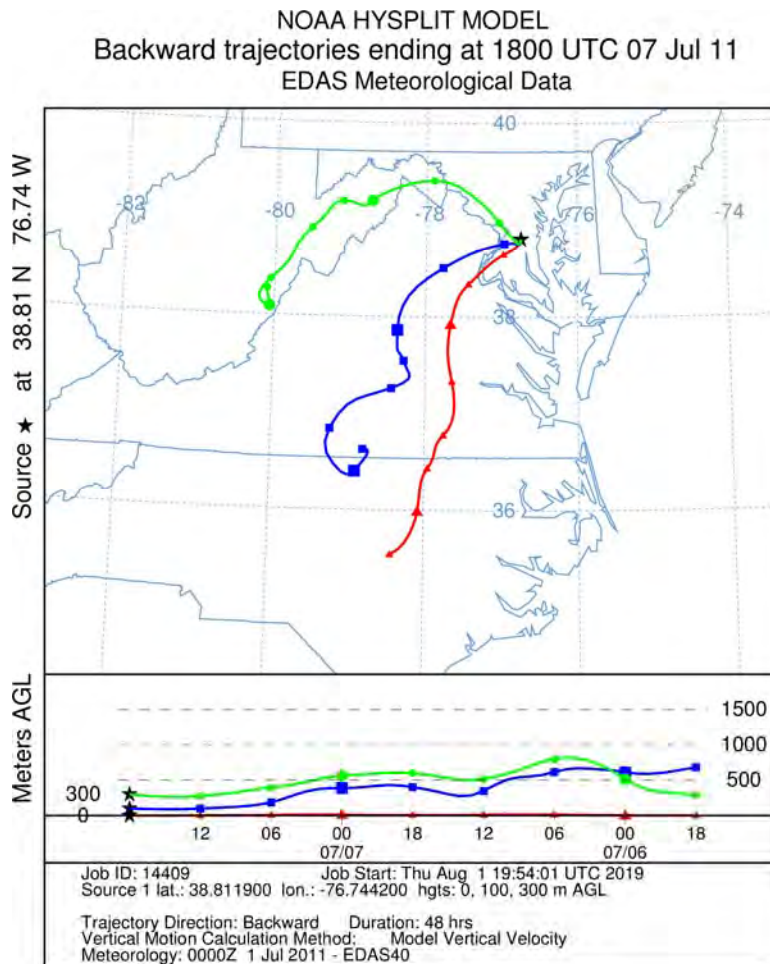 NOAA HYSPLIT MODEL
Backward trajectories ending at 1800 UTC 07 Jul 11
EDAS Meteorological Data
Source ★ at 38.81 N 76.74 W
40
-82
-80
-78
-76
-74
38
36
Meters AGL
1500
1000
500
300
0
12 06 00 18 12 06 00 18
07/07 07/06
Job ID: 14409 Job Start: Thu Aug 1 19:54:01 UTC 2019
Source 1 lat.: 38.811900 lon.: -76.744200 hgts: 0, 100, 300 m AGL
Trajectory Direction: Backward Duration: 48 hrs
Vertical Motion Calculation Method: Model Vertical Velocity
Meteorology: 0000Z 1 Jul 2011 - EDAS40